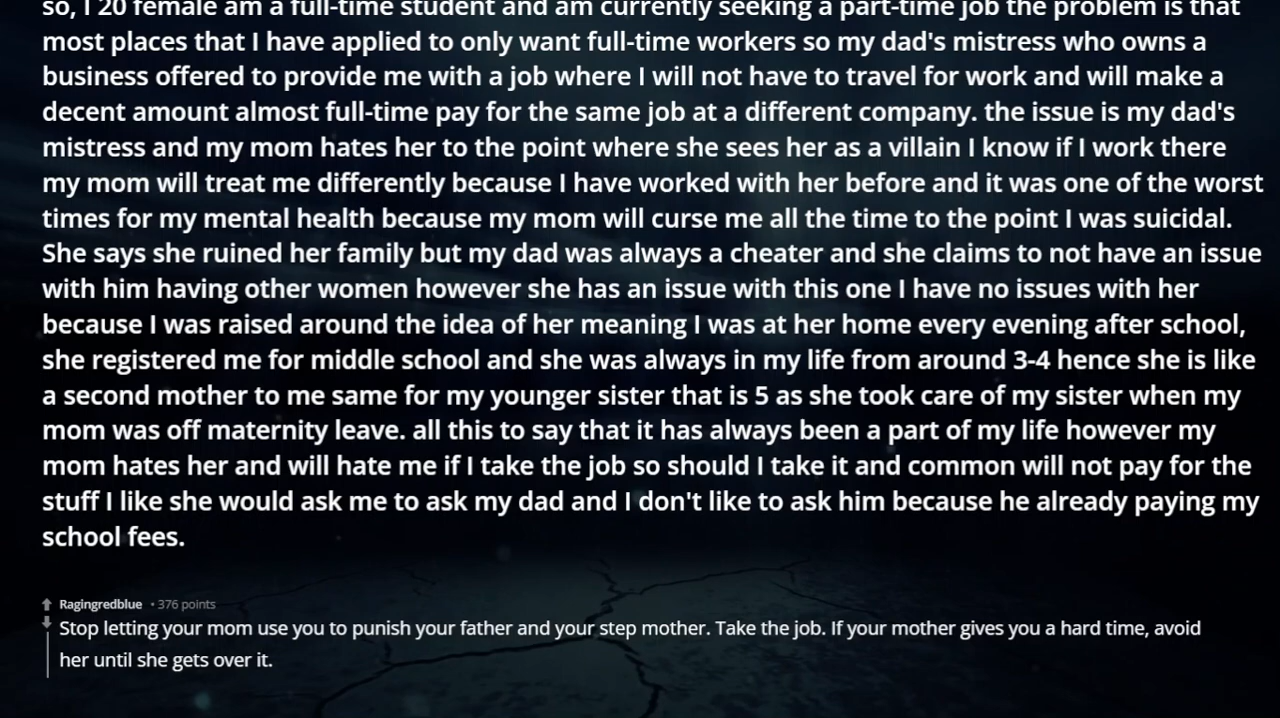 so, I 20 female am a full-time student and am currently seeking a part-time job the problem is that
most places that I have applied to only want full-time workers so my dad's mistress who owns a
business offered to provide me with a job where I will not have to travel for work and will make a
decent amount almost full-time pay for the same job at a different company. the issue is my dad's
mistress and my mom hates her to the point where she sees her as a villain I know if I work there
my mom will treat me differently because I have worked with her before and it was one of the worst
times for my mental health because my mom will curse me all the time to the point I was suicidal.
She says she ruined her family but my dad was always a cheater and she claims to not have an issue
with him having other women however she has an issue with this one I have no issues with her
because I was raised around the idea of her meaning I was at her home every evening after school,
she registered me for middle school and she was always in my life from around 3-4 hence she is like
a second mother to me same for my younger sister that is 5 as she took care of my sister when my
mom was off maternity leave. all this to say that it has always been a part of my life however my
mom hates her and will hate me if I take the job so should I take it and common will not pay for the
stuff I like she would ask me to ask my dad and I don't like to ask him because he already paying my
school fees.
Ragingredblue • 376 points
Stop letting your mom use you to punish your father and your step mother. Take the job. If your mother gives you a hard time, avoid
her until she gets over it.